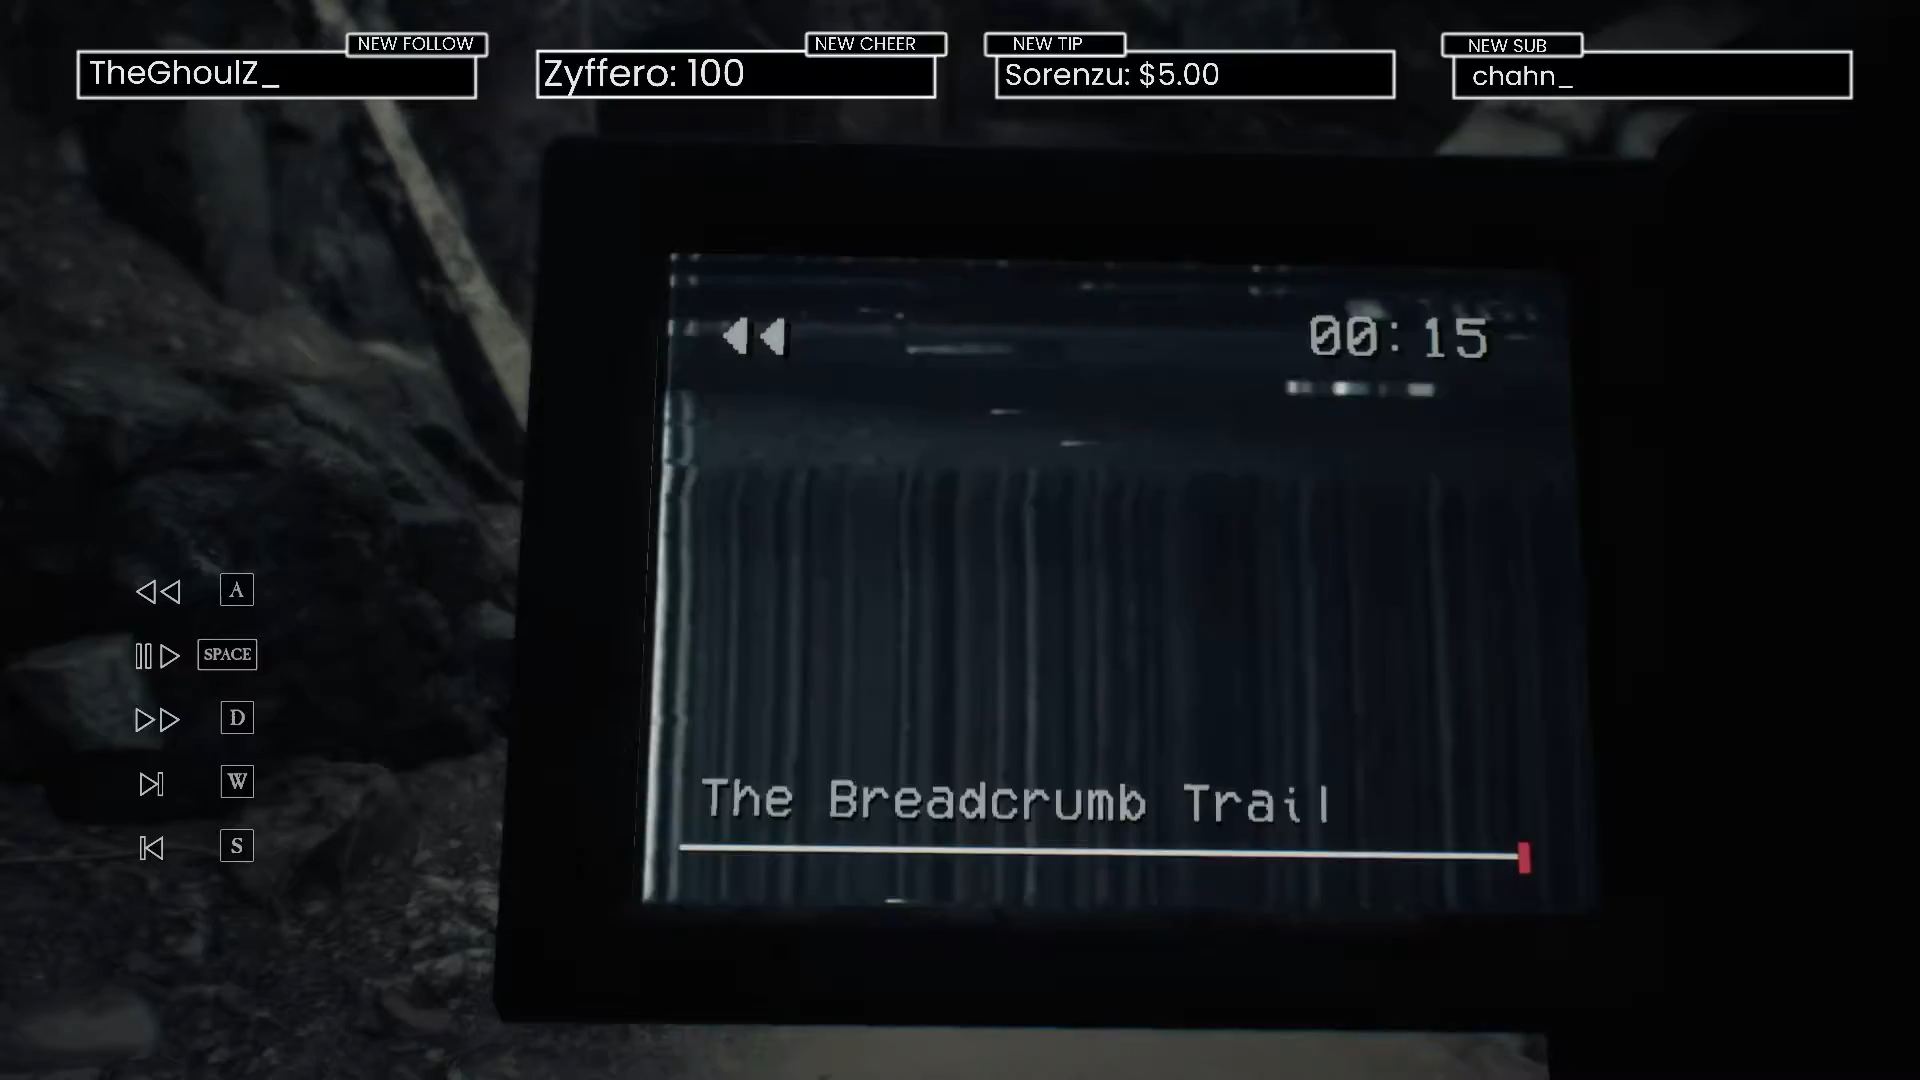 NEW FOLLOW
TheGhoulZ_
NEW CHEER
Zyffero: 100
NEW TIP
Sorenzu: $5.00
NEW SUB
chahn_
00:15
A
SPACE
D
W
S
The Breadcrumb Trail